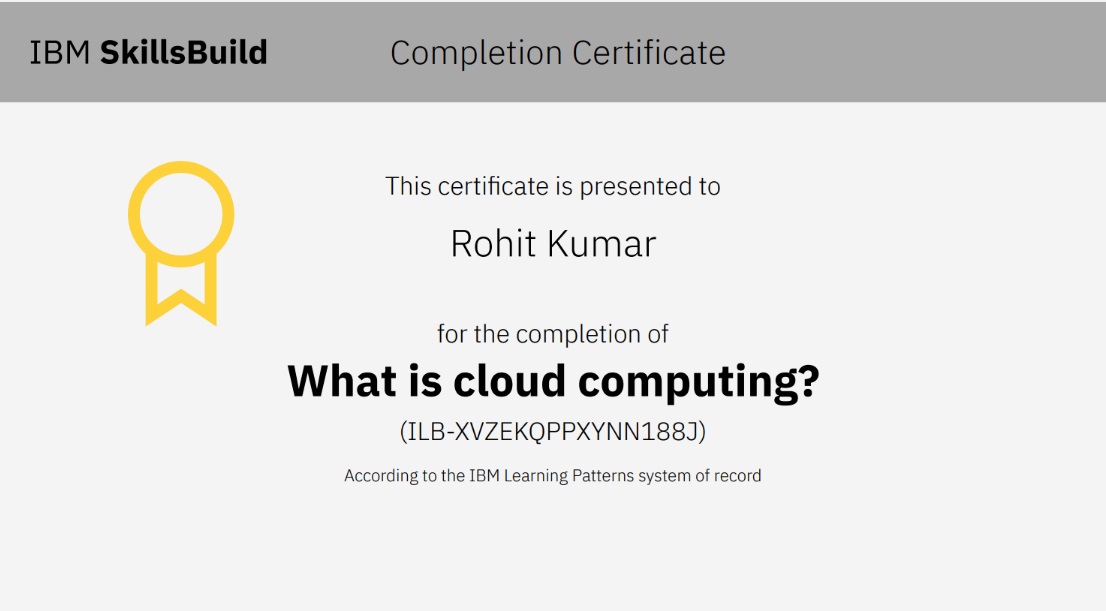 IBM SkillsBuild Completion Certificate
This certificate is presented to
Rohit Kumar
for the completion of
What is cloud computing?
(ILB-XVZEKQPPXYNN188J)
According to the IBM Learning Patterns system of record